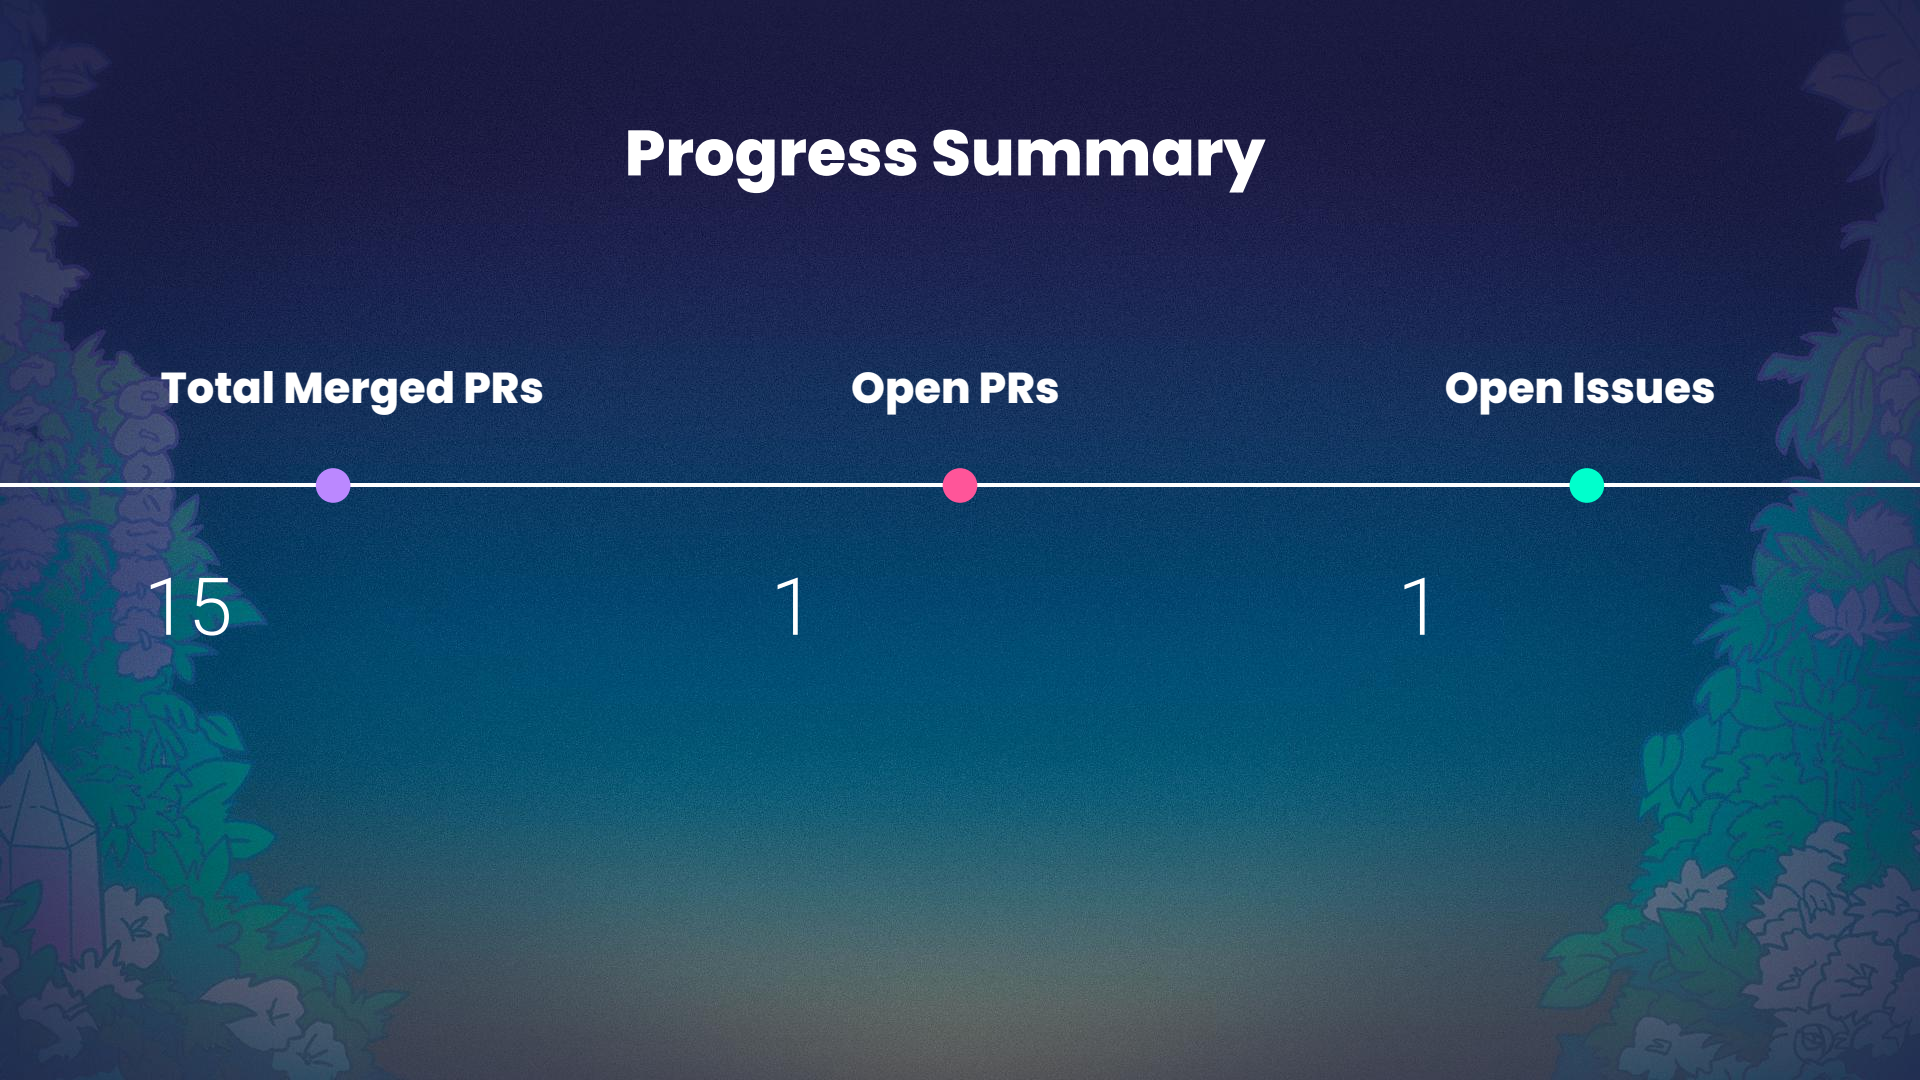 Progress Summary
Total Merged PRs
Open PRs
Open Issues
15
1
1